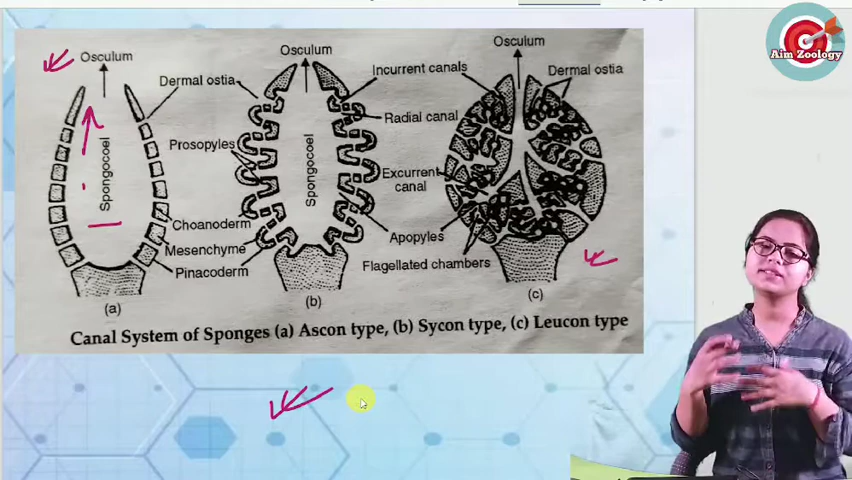 Aim Zoology
Osculum
Osculum
Osculum
Dermal ostia
Incurrent canals
Dermal ostia
Radial canal
Prosopyles
Spongocoel
Spongocoel
Excurrent
canal
Choanoderm
Mesenchyme
Pinacoderm
Apopyles
Flagellated chambers
(a)
(b)
(c)
Canal System of Sponges (a) Ascon type, (b) Sycon type, (c) Leucon type